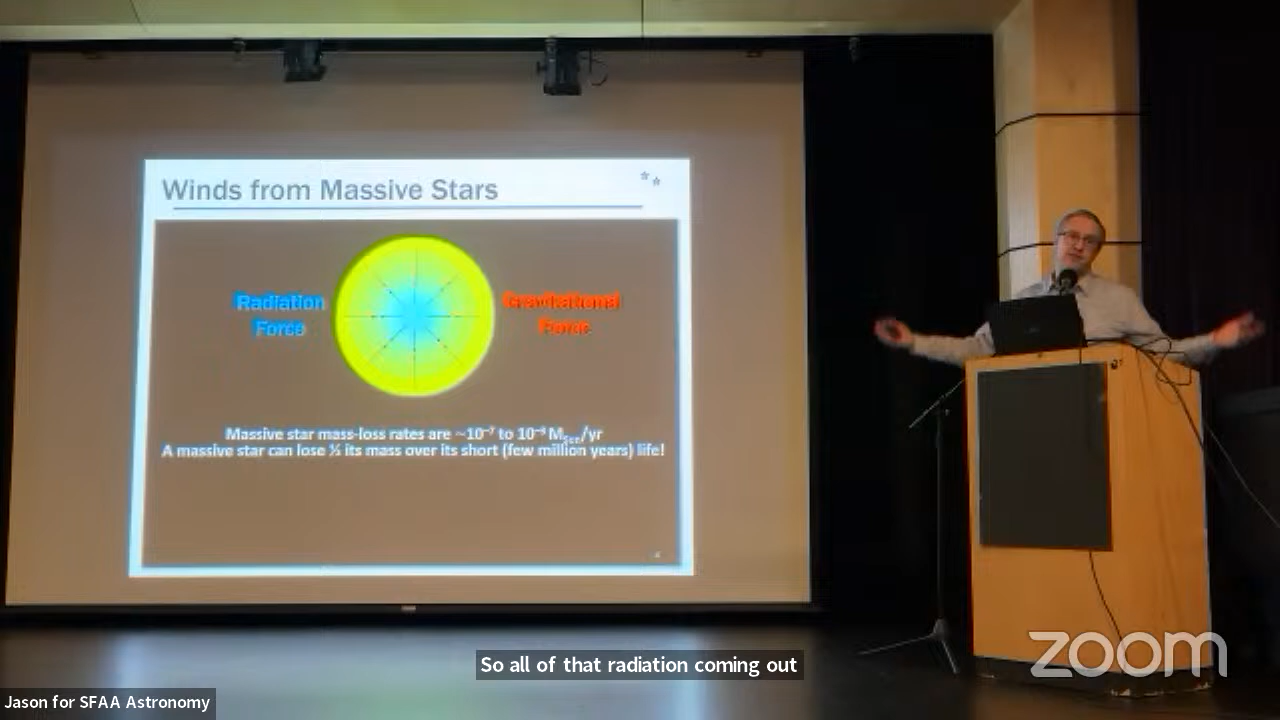 Winds from Massive Stars
Radiation
Force
Gravitational
Force
Massive star mass-loss rates are ~10⁻⁷ to 10 M_Sun/yr
A massive star can lose ½ its mass over its short (few million years) life!
So all of that radiation coming out
zoom
Jason for SFAA Astronomy